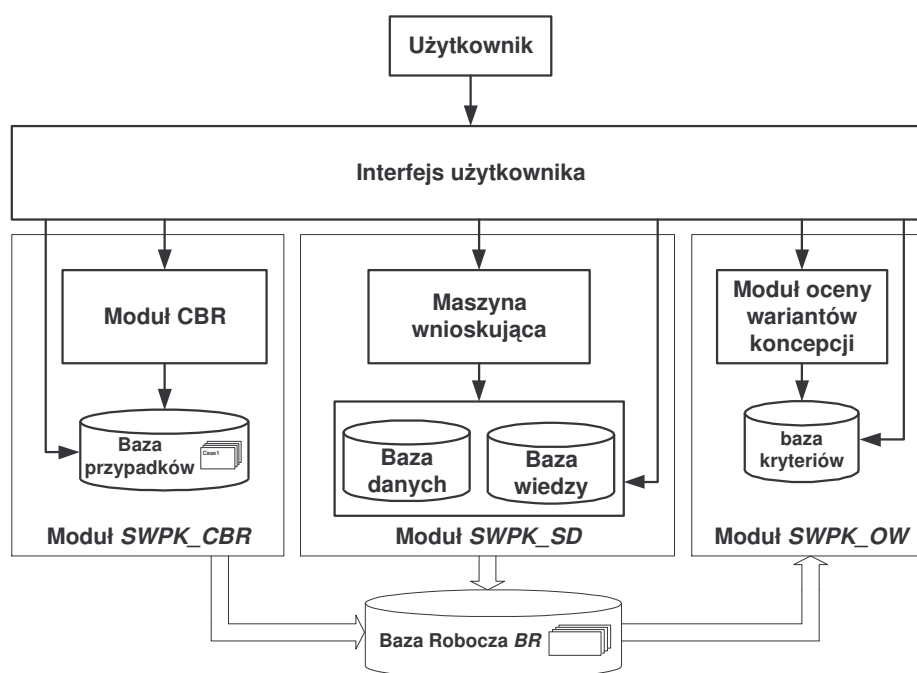 Użytkownik
Interfejs użytkownika
Moduł CBR
Maszyna
wnioskująca
Moduł oceny
wariantów
koncepcji
Baza
przypadków
Case1
Baza
danych
Baza
wiedzy
baza
kryteriów
Moduł SWPK_CBR
Moduł SWPK_SD
Moduł SWPK_OW
Baza Robocza BR